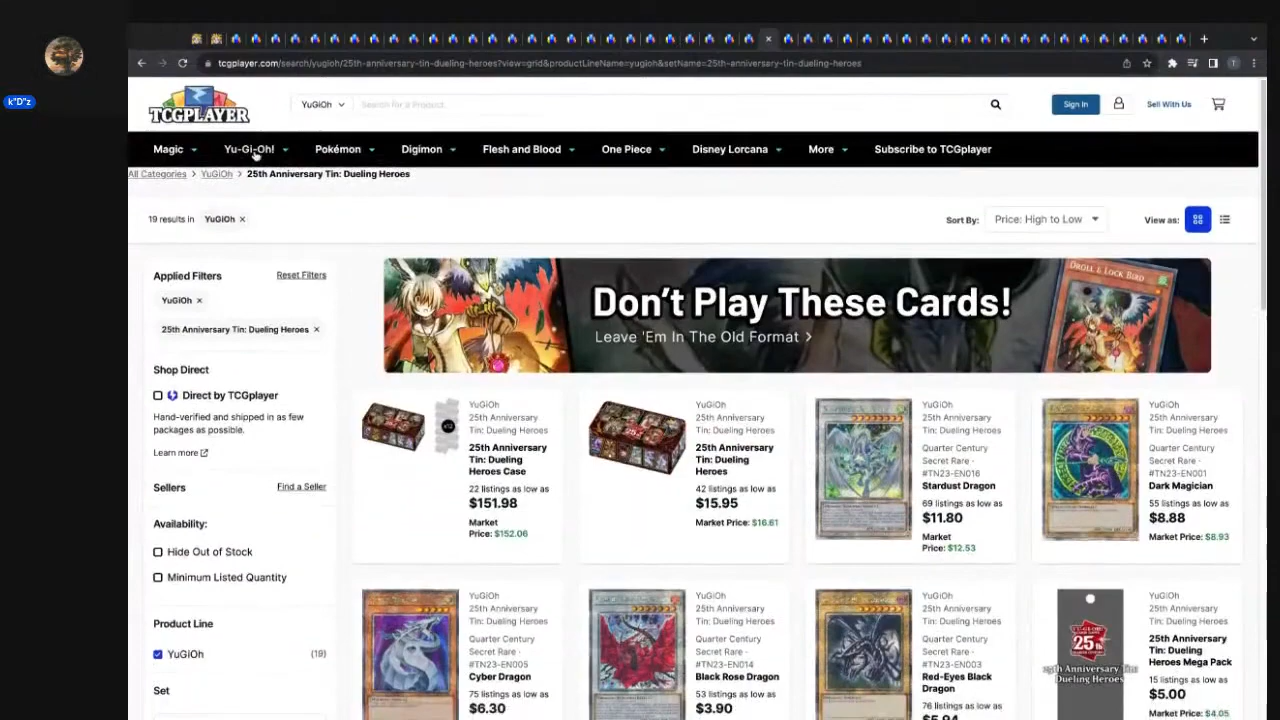 tcgplayer.com/search/yugioh/25th-anniversary-tin-dueling-heroes?view=grid&productLineName=yugioh&setName=25th-anniversary-tin-dueling-heroes
k"D"z
TCGPLAYER
YuGiOh
Search for a Product
Sign In
Sell With Us
Magic
Yu-Gi-Oh!
Pokémon
Digimon
Flesh and Blood
One Piece
Disney Lorcana
More
Subscribe to TCGplayer
All Categories > YuGiOh > 25th Anniversary Tin: Dueling Heroes
19 results in YuGiOh ×
Sort By: Price: High to Low
View as:
Applied Filters
Reset Filters
YuGiOh ×
25th Anniversary Tin: Dueling Heroes ×
Shop Direct
Direct by TCGplayer
Hand-verified and shipped in as few
packages as possible.
Learn more
Sellers
Find a Seller
Availability:
Hide Out of Stock
Minimum Listed Quantity
Product Line
YuGiOh (19)
Set
Don't Play These Cards!
Leave 'Em In The Old Format >
DROLL & LOCK BIRD
YuGiOh
25th Anniversary
Tin: Dueling Heroes
25th Anniversary
Tin: Dueling
Heroes Case
22 listings as low as
$151.98
Market
Price: $152.06
x12
YuGiOh
25th Anniversary
Tin: Dueling Heroes
25th Anniversary
Tin: Dueling
Heroes
42 listings as low as
$15.95
Market Price: $16.61
YuGiOh
25th Anniversary
Tin: Dueling Heroes
Quarter Century
Secret Rare ·
#TN23-EN016
Stardust Dragon
69 listings as low as
$11.80
Market
Price: $12.53
YuGiOh
25th Anniversary
Tin: Dueling Heroes
Quarter Century
Secret Rare ·
#TN23-EN001
Dark Magician
55 listings as low as
$8.88
Market Price: $8.93
YuGiOh
25th Anniversary
Tin: Dueling Heroes
Quarter Century
Secret Rare ·
#TN23-EN005
Cyber Dragon
75 listings as low as
$6.30
YuGiOh
25th Anniversary
Tin: Dueling Heroes
Quarter Century
Secret Rare ·
#TN23-EN014
Black Rose Dragon
53 listings as low as
$3.90
YuGiOh
25th Anniversary
Tin: Dueling Heroes
Quarter Century
Secret Rare ·
#TN23-EN003
Red-Eyes Black
Dragon
76 listings as low as
$5.94
25th
25th Anniversary Tin:
Dueling Heroes
YuGiOh
25th Anniversary
Tin: Dueling Heroes
25th Anniversary
Tin: Dueling
Heroes Mega Pack
15 listings as low as
$5.00
Market Price: $4.05